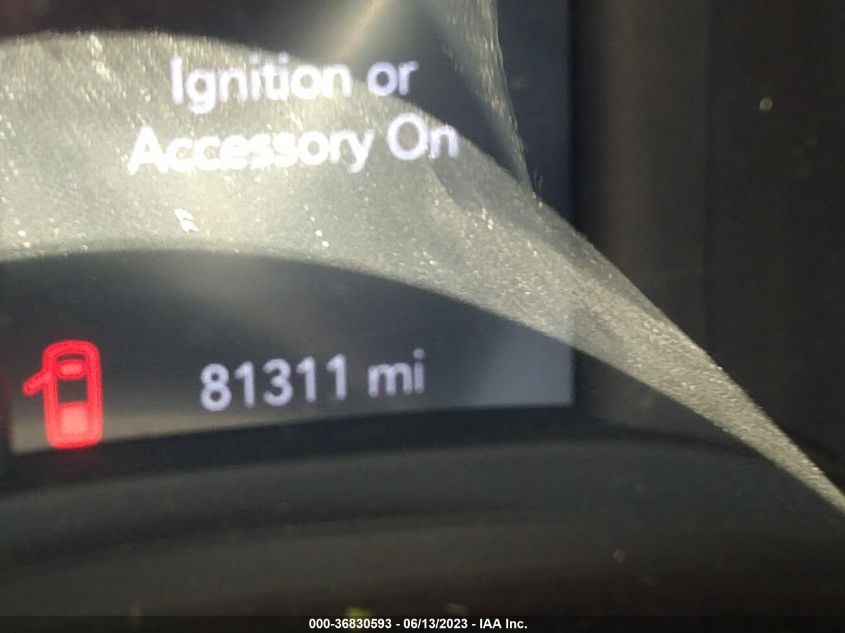 Ignition or
Accessory On
81311 mi
000-36830593 - 06/13/2023 - IAA Inc.